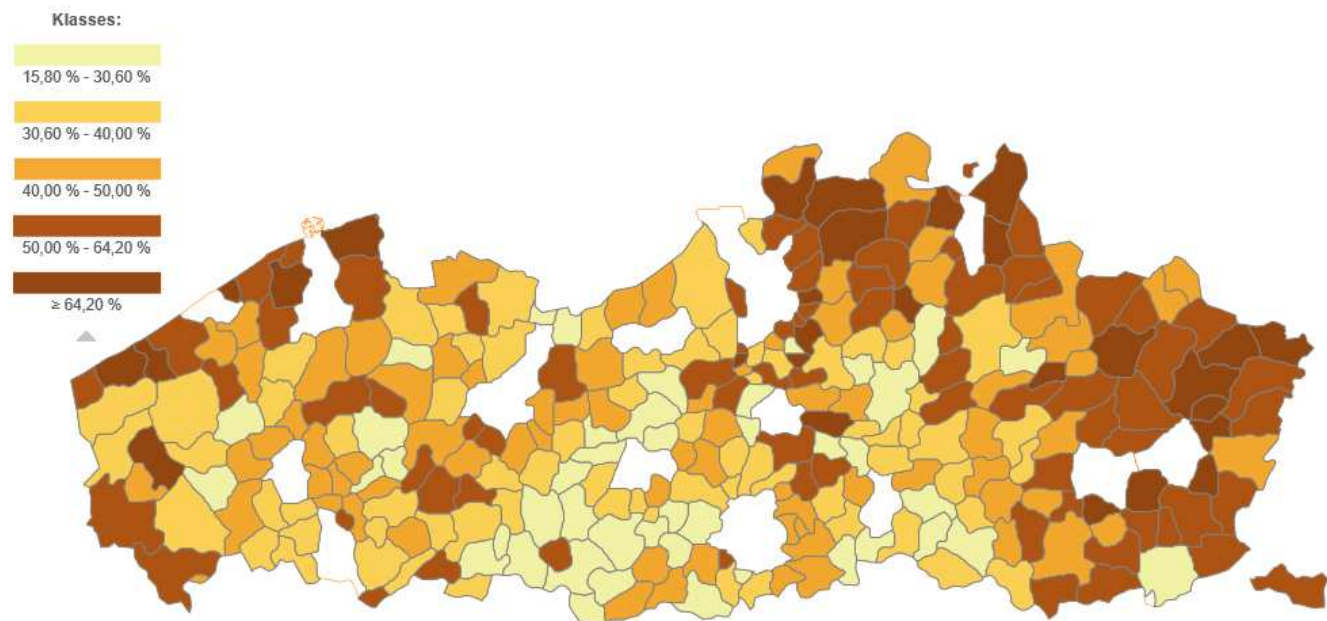 Klasses:
15,80 % - 30,60 %
30,60 % - 40,00 %
40,00 % - 50,00 %
50,00 % - 64,20 %
≥ 64,20 %